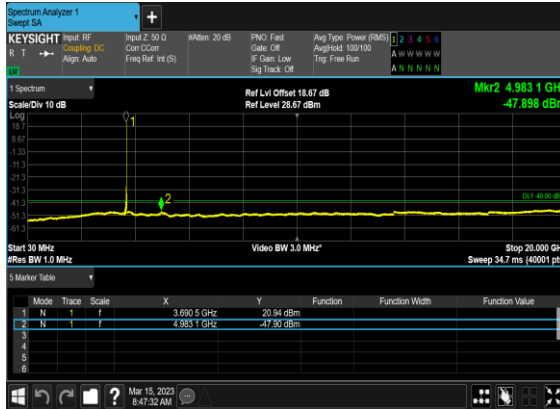 Spectrum Analyzer 1
Swept SA
+
KEYSIGHT Input: RF Input Z: 50 Ω #Atten: 20 dB PNO: Fast Avg Type: Power (RMS) 1 2 3 4 5 6
R T Coupling: DC Corr CCorr Gate: Off Avg|Hold: 100/100 A W W W W W
Align: Auto Freq Ref: Int (S) IF Gain: Low Trig: Free Run
LU Sig Track: Off A N N N N N
1 Spectrum
Scale/Div 10 dB Ref Lvl Offset 18.67 dB Mkr2 4.983 1 GH
Ref Level 28.67 dBm -47.898 dBr
Log
18.7
8.67
-1.33
-11.3
-21.3
-31.3
-41.3
-51.3
-61.3
1
2
DL1 -40.00 dB
Start 30 MHz Video BW 3.0 MHz* Stop 20.000 GH
#Res BW 1.0 MHz Sweep 34.7 ms (40001 pt
5 Marker Table
Mode Trace Scale X Y Function Function Width Function Value
1 N 1 f 3.690 5 GHz 20.94 dBm
2 N 1 f 4.983 1 GHz -47.90 dBm
3
4
5
6
? Mar 15, 2023
8:47:32 AM